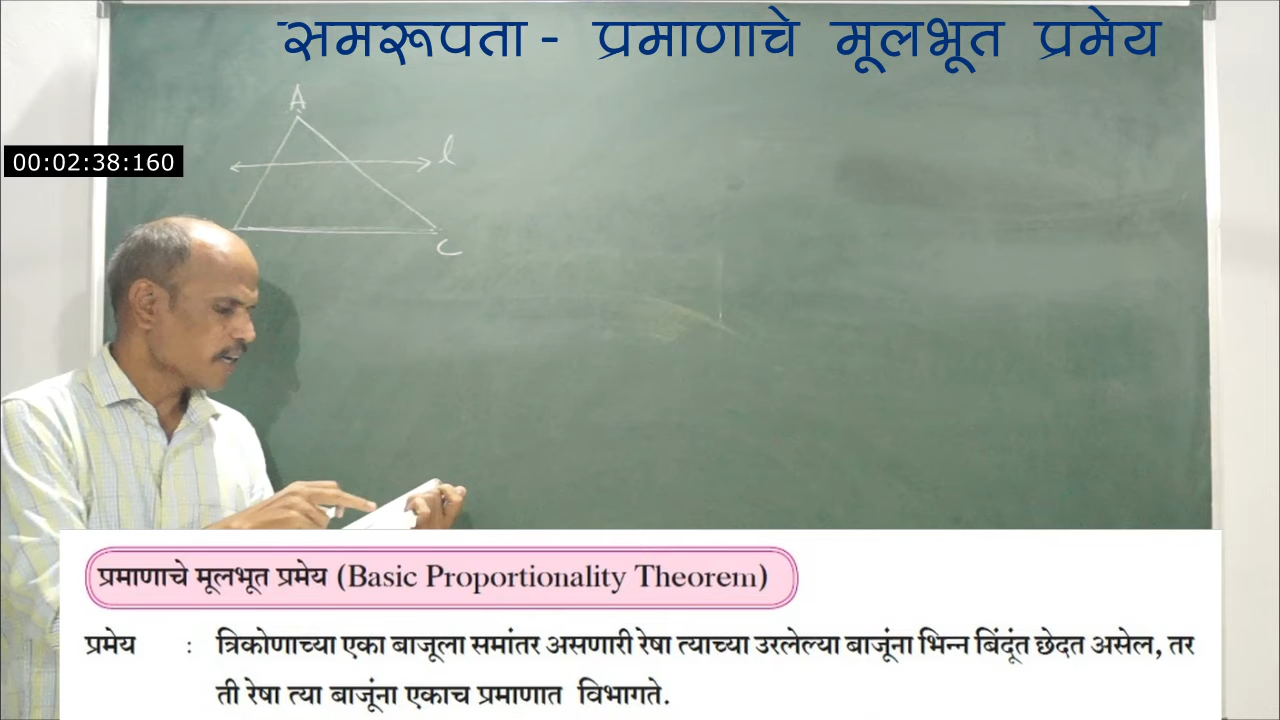 समरूपता - प्रमाणाचे मूलभूत प्रमेय
A
00:02:38:160
l
C
प्रमाणाचे मूलभूत प्रमेय (Basic Proportionality Theorem)
प्रमेय : त्रिकोणाच्या एका बाजूला समांतर असणारी रेषा त्याच्या उरलेल्या बाजूंना भिन्न बिंदूंत छेदत असेल, तर
ती रेषा त्या बाजूंना एकाच प्रमाणात विभागते.